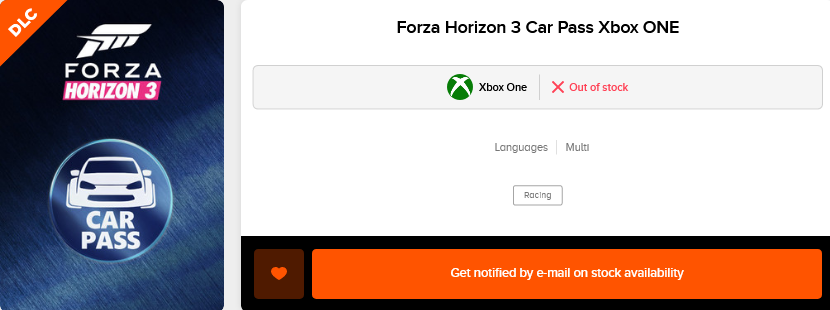 DLC
FORZA
HORIZON 3
CAR
PASS
Forza Horizon 3 Car Pass Xbox ONE
Xbox One
Out of stock
Languages
Multi
Racing
Get notified by e-mail on stock availability